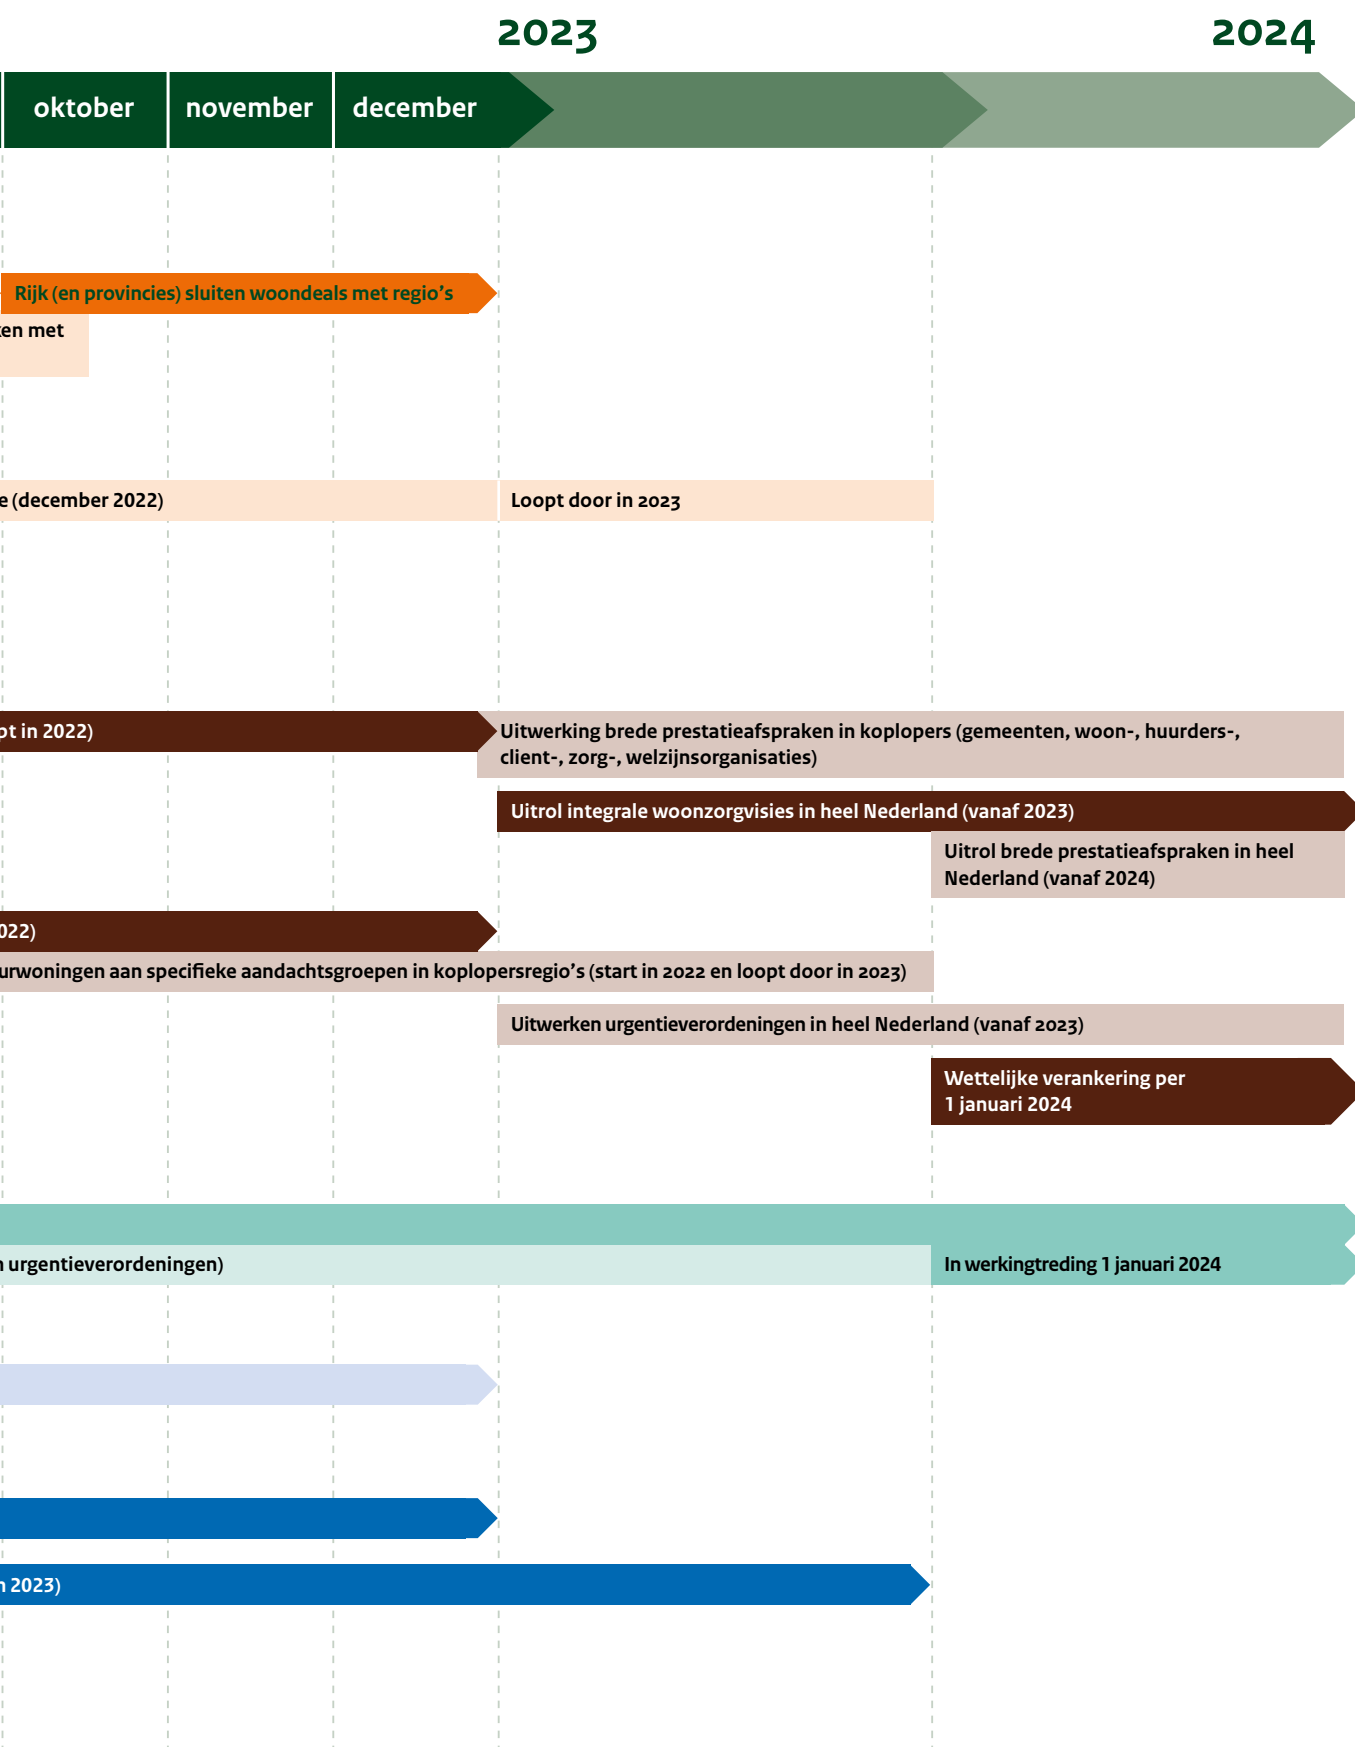 2023
2024
oktober
november
december
Rijk (en provincies) sluiten woondeals met regio's
met
(december 2022)
Loopt door in 2023
in 2022)
Uitwerking brede prestatieafspraken in koplopers (gemeenten, woon-, huurders-,
client-, zorg-, welzijnsorganisaties)
Uitrol integrale woonzorgvisies in heel Nederland (vanaf 2023)
Uitrol brede prestatieafspraken in heel
Nederland (vanaf 2024)
022)
urwoningen aan specifieke aandachtsgroepen in koplopersregio's (start in 2022 en loopt door in 2023)
Uitwerken urgentieverordeningen in heel Nederland (vanaf 2023)
Wettelijke verankering per
1 januari 2024
urgentieverordeningen)
In werkingtreding 1 januari 2024
2023)